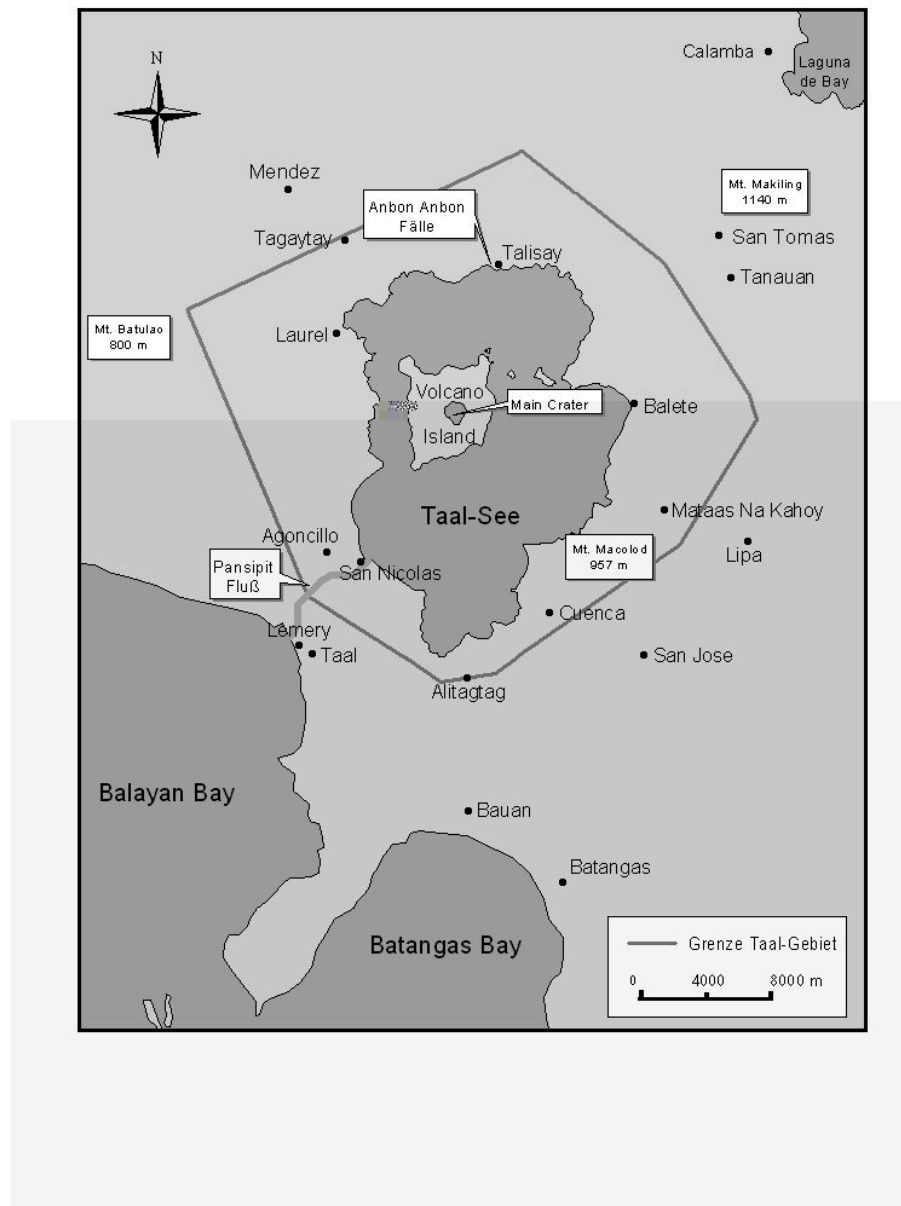 Calamba
Laguna
de Bay
N
Mendez
Mt. Makiling
1140 m
Anbon Anbon
Fälle
Tagaytay
San Tomas
Talisay
Tanauan
Mt. Batulao
800 m
Laurel
Volcano
Island
Main Crater
Balete
Taal-See
Mataas Na Kahoy
Agoncillo
Lipa
Mt. Macolod
957 m
Pansipit
Fluß
San Nicolas
Cuenca
Lemery
Taal
San Jose
Alitagtag
Balayan Bay
Bauan
Batangas
Batangas Bay
Grenze Taal-Gebiet
0 4000 8000 m